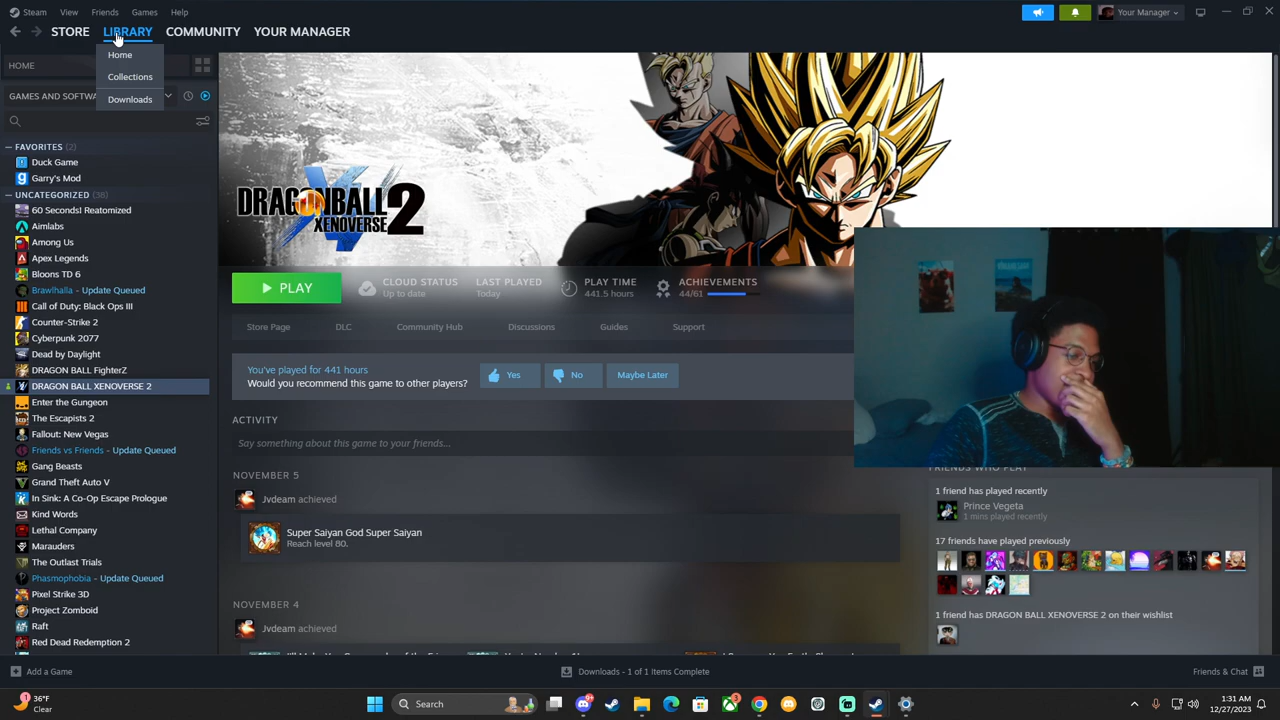 Steam View Friends Games Help
Your Manager
STORE LIBRARY COMMUNITY YOUR MANAGER
Home
Collections
Downloads
HOME
GAMES AND SOFTWA
FAVORITES (2)
Duck Game
Garry's Mod
UNCATEGORIZED (38)
60 Seconds! Reatomized
Aimlabs
Among Us
Apex Legends
Bloons TD 6
Brawlhalla - Update Queued
Call of Duty: Black Ops III
Counter-Strike 2
Cyberpunk 2077
Dead by Daylight
DRAGON BALL FighterZ
DRAGON BALL XENOVERSE 2
Enter the Gungeon
The Escapists 2
Fallout: New Vegas
Friends vs Friends - Update Queued
Gang Beasts
Grand Theft Auto V
In Sink: A Co-Op Escape Prologue
Kind Words
Lethal Company
Marauders
The Outlast Trials
Phasmophobia - Update Queued
Pixel Strike 3D
Project Zomboid
Raft
Red Dead Redemption 2
DRAGONBALL
XENOVERSE 2
PLAY
CLOUD STATUS
Up to date
LAST PLAYED
Today
PLAY TIME
441.5 hours
ACHIEVEMENTS
44/61
Store Page DLC Community Hub Discussions Guides Support
You've played for 441 hours
Would you recommend this game to other players?
Yes No Maybe Later
ACTIVITY
Say something about this game to your friends...
NOVEMBER 5
Jvdeam achieved
Super Saiyan God Super Saiyan
Reach level 80.
NOVEMBER 4
Jvdeam achieved
FRIENDS WHO PLAY
1 friend has played recently
Prince Vegeta
1 mins played recently
17 friends have played previously
1 friend has DRAGON BALL XENOVERSE 2 on their wishlist
Add a Game
Downloads - 1 of 1 Items Complete
Friends & Chat
36°F
Clear
Search
1:31 AM
12/27/2023